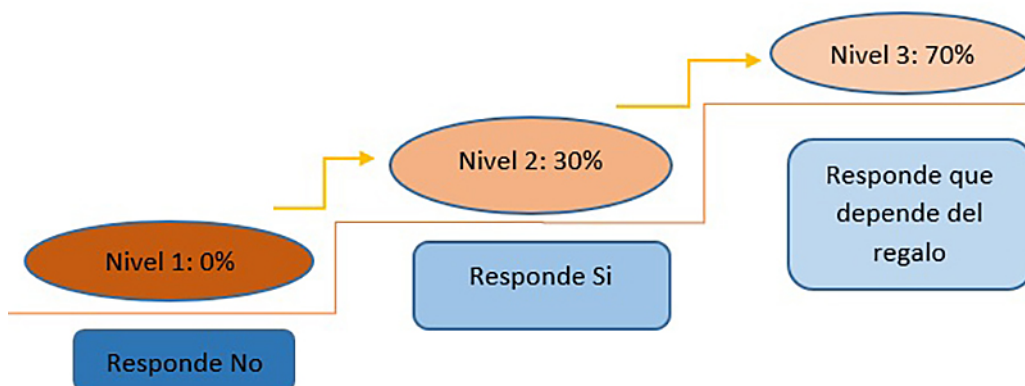 Nivel 1: 0%
Responde No
Nivel 2: 30%
Responde Si
Nivel 3: 70%
Responde que
depende del
regalo